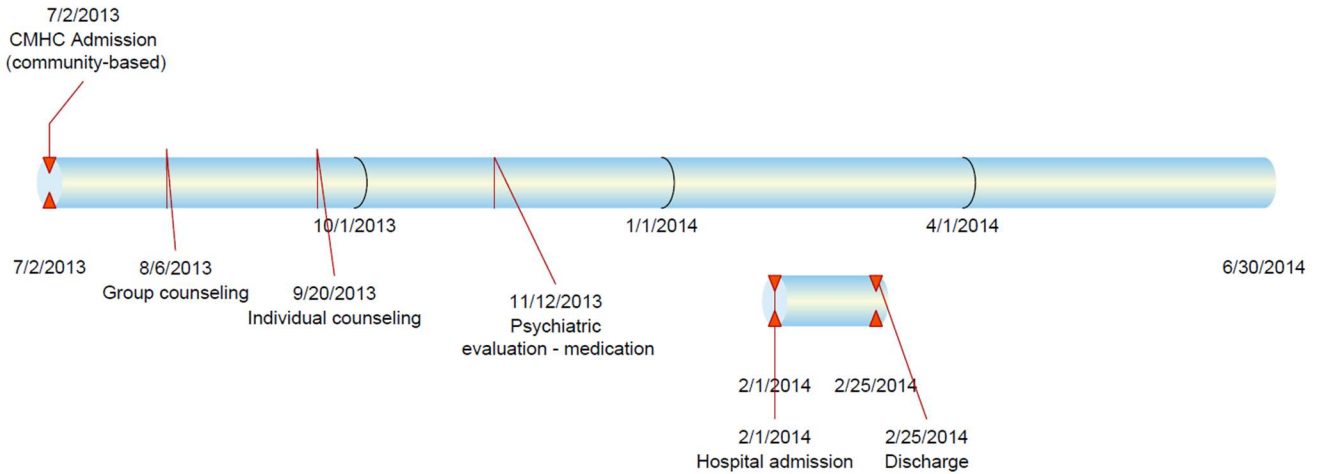 7/2/2013
CMHC Admission
(community-based)
10/1/2013
1/1/2014
4/1/2014
7/2/2013
6/30/2014
8/6/2013
Group counseling
9/20/2013
Individual counseling
11/12/2013
Psychiatric
evaluation - medication
2/1/2014
2/25/2014
2/1/2014
Hospital admission
2/25/2014
Discharge